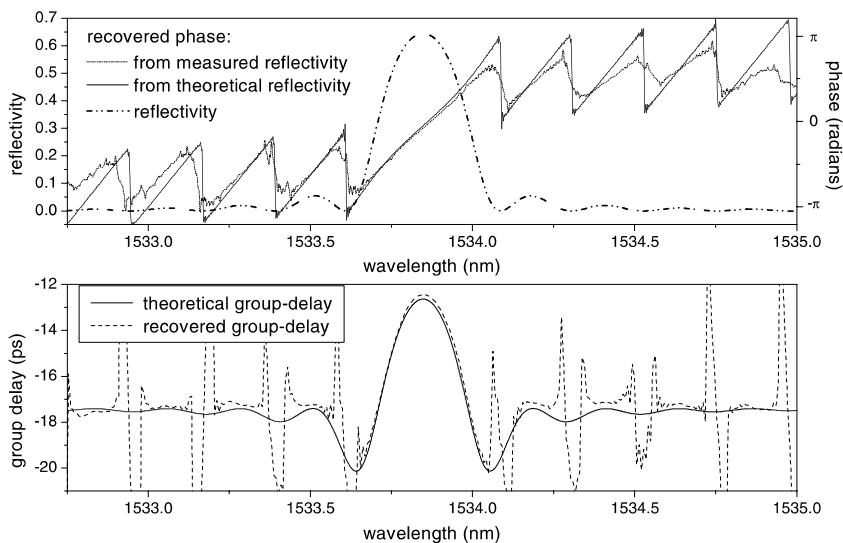 0.7
0.6
0.5
0.4
0.3
0.2
0.1
0.0
reflectivity
recovered phase:
from measured reflectivity
from theoretical reflectivity
reflectivity
π
0
-π
phase (radians)
1533.0 1533.5 1534.0 1534.5 1535.0
wavelength (nm)
-12
-14
-16
-18
-20
group delay (ps)
theoretical group-delay
recovered group-delay
1533.0 1533.5 1534.0 1534.5 1535.0
wavelength (nm)